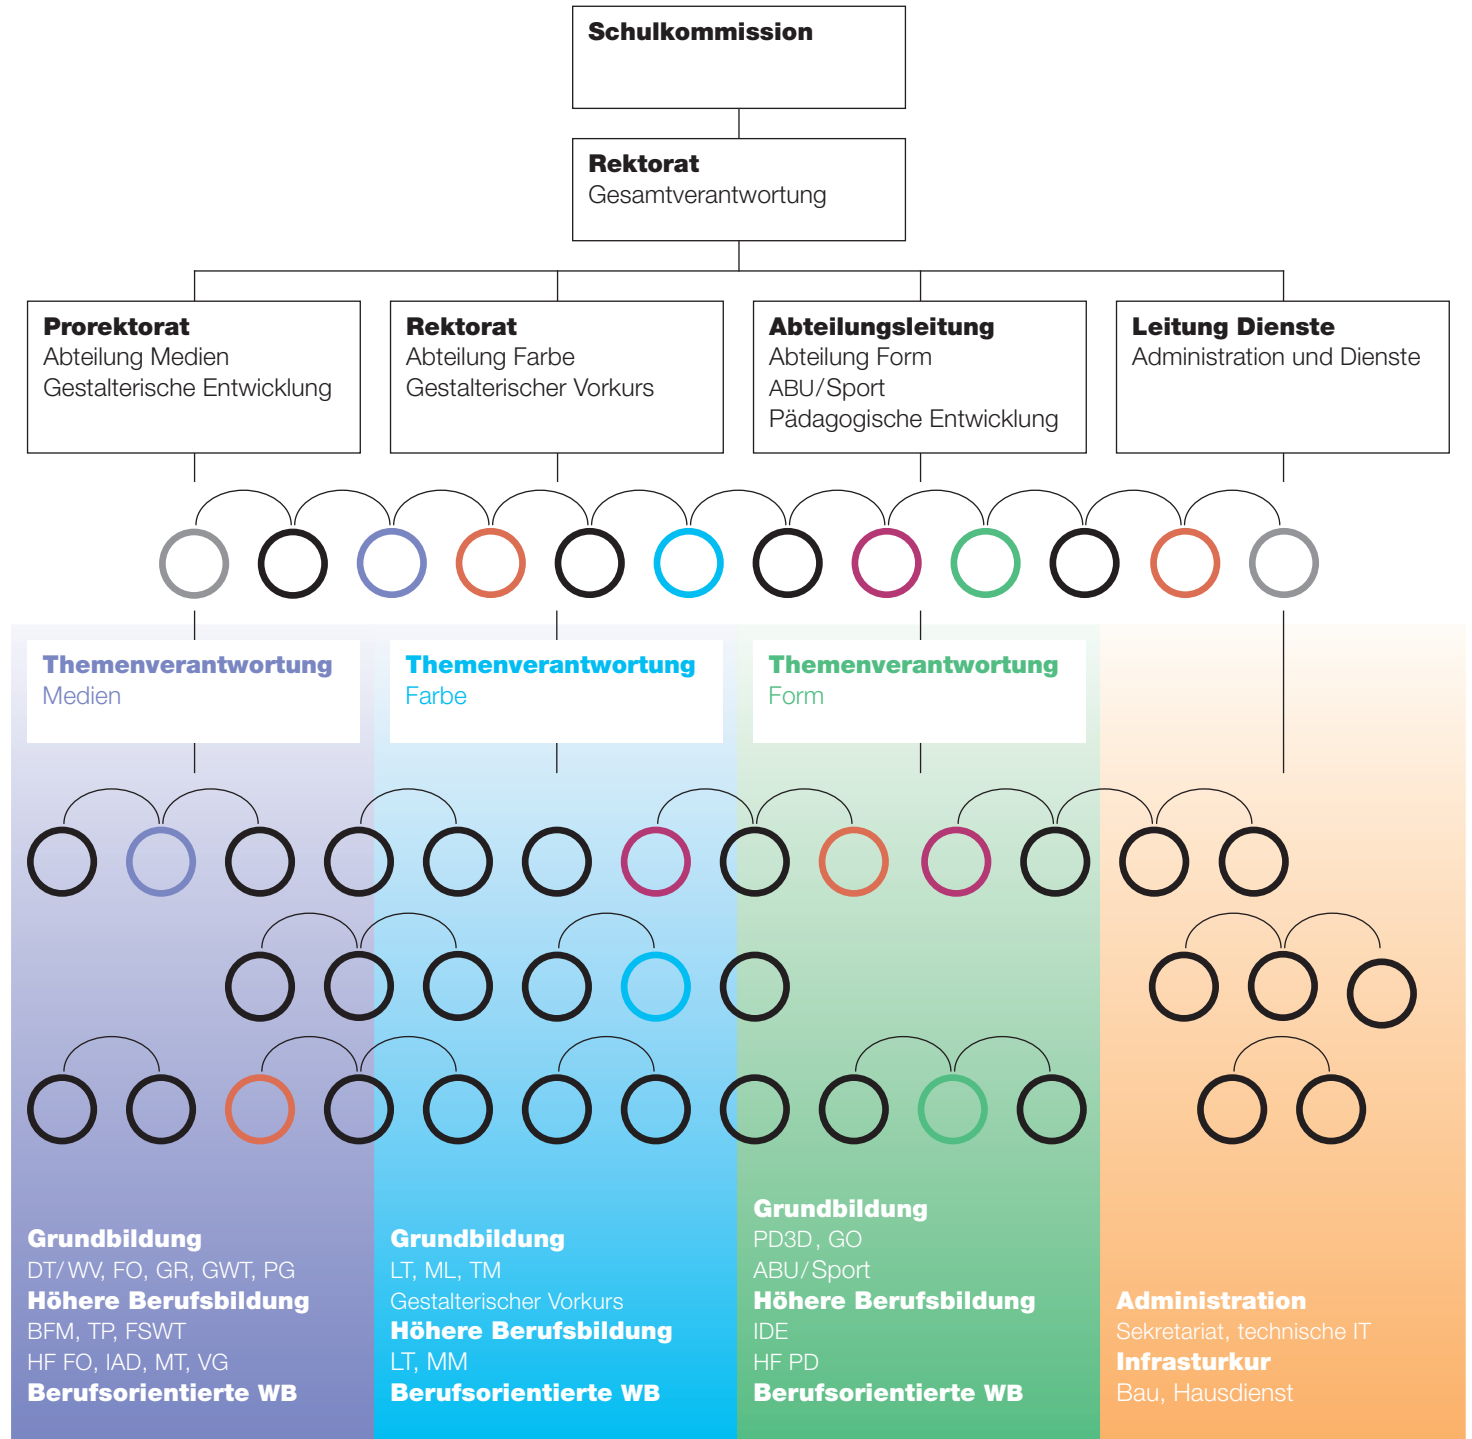 Schulkommission
Rektorat
Gesamtverantwortung
Prorektorat
Abteilung Medien
Gestalterische Entwicklung
Rektorat
Abteilung Farbe
Gestalterischer Vorkurs
Abteilungsleitung
Abteilung Form
ABU/Sport
Pädagogische Entwicklung
Leitung Dienste
Administration und Dienste
Themenverantwortung
Medien
Themenverantwortung
Farbe
Themenverantwortung
Form
Grundbildung
DT/WV, FO, GR, GWT, PG
Höhere Berufsbildung
BFM, TP, FSWT
HF FO, IAD, MT, VG
Berufsorientierte WB
Grundbildung
LT, ML, TM
Gestalterischer Vorkurs
Höhere Berufsbildung
LT, MM
Berufsorientierte WB
Grundbildung
PD3D, GO
ABU/Sport
Höhere Berufsbildung
IDE
HF PD
Berufsorientierte WB
Administration
Sekretariat, technische IT
Infrasturkur
Bau, Hausdienst